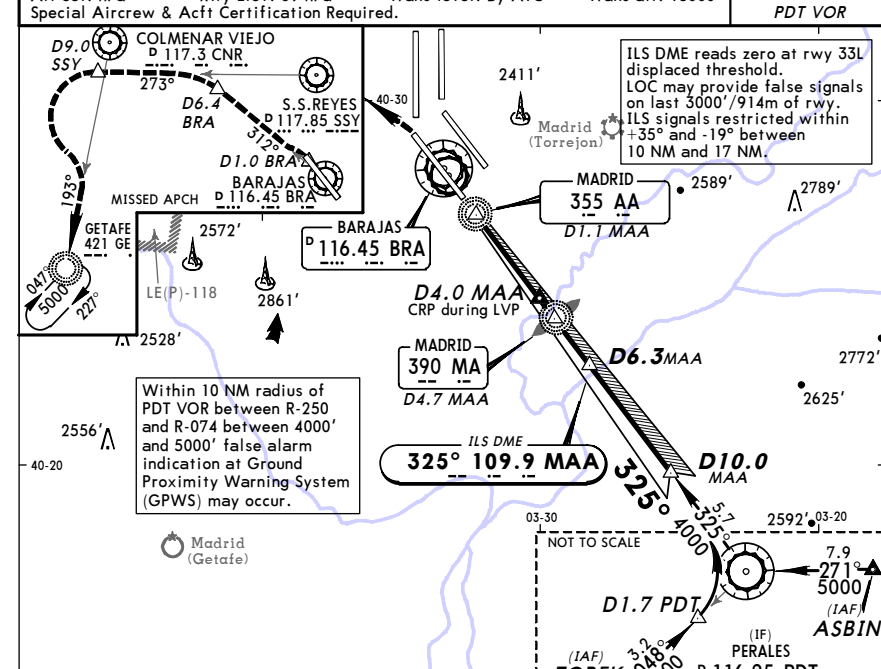 Special Aircrew & Acft Certification Required.
PDT VOR
D9.0
SSY
COLMENAR VIEJO
D 117.3 CNR
273°
D6.4
BRA
S.S.REYES
D 117.85 SSY
312°
D1.0 BRA
BARAJAS
D 116.45 BRA
193°
MISSED APCH
GETAFE
421 GE
047°
5000
227°
40-30
2411'
ILS DME reads zero at rwy 33L
displaced threshold.
LOC may provide false signals
on last 3000'/914m of rwy.
ILS signals restricted within
+35° and -19° between
10 NM and 17 NM.
Madrid
(Torrejon)
MADRID
355 AA
D1.1 MAA
2589'
2789'
BARAJAS
D 116.45 BRA
2572'
LE(P)-118
2861'
2528'
D4.0 MAA
CRP during LVP
MADRID
390 MA
D4.7 MAA
D6.3 MAA
2772'
2625'
Within 10 NM radius of
PDT VOR between R-250
and R-074 between 4000'
and 5000' false alarm
indication at Ground
Proximity Warning System
(GPWS) may occur.
2556'
40-20
ILS DME
325° 109.9 MAA
D10.0
MAA
325°
4000
5.7
325°
03-30
2592'
03-20
Madrid
(Getafe)
NOT TO SCALE
7.9
271°
5000
(IAF)
ASBIN
D1.7 PDT
3.2
048°
(IAF)
(IF)
PERALES